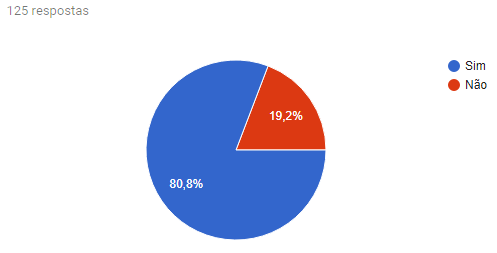 125 respostas
Sim
Não
19,2%
80,8%